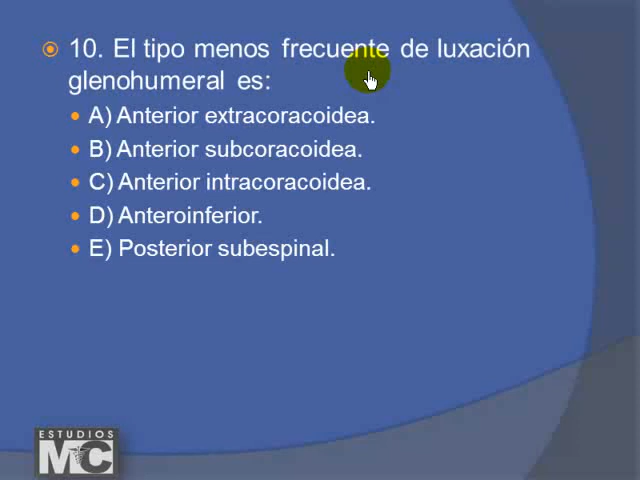 10. El tipo menos frecuente de luxación
glenohumeral es:
A) Anterior extracoracoidea.
B) Anterior subcoracoidea.
C) Anterior intracoracoidea.
D) Anteroinferior.
E) Posterior subespinal.
ESTUDIOS
MC